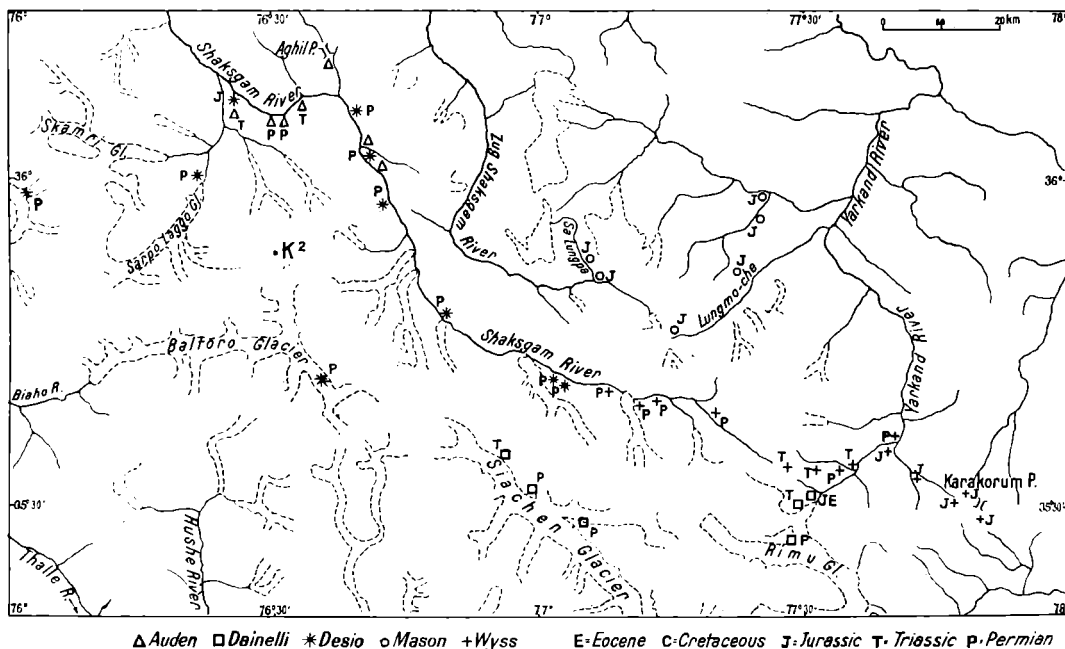 76°
76°30'
77°
77°30'
78°
0
10
20km
Aghil P.
Shaksgam River
J
T
P P
T
P
P
P
Skamri Gl.
P
P
Sarpo Laggo Gl.
K²
Zug Shaksgam
River
Sa Lungpa
J
J
Yarkand River
36°
36°
J
J
J
J
Lungmo-che
Yarkand River
P
Shaksgam River
Baltoro Glacier
P
Biaho R.
P P
P
P P
P
T
P
P
Siachen Glacier
T
T
P
T
P
J
J
T
JE
P
Rimu Gl.
Karakorum P.
J
J
J
35°30'
35°30'
Hushe River
Thalle R.
76°
76°30'
77°
77°30'
78°
△ Auden □ Dainelli ✳ Desio ○ Mason + Wyss E=Eocene C=Cretaceous J=Jurassic T=Triassic P=Permian